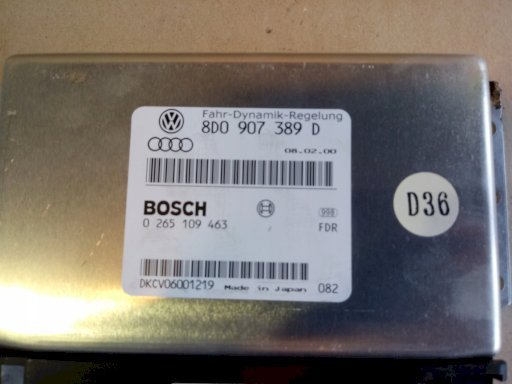 Fahr-Dynamik-Regelung
8D0 907 389 D
08.02.00
BOSCH
998
0 265 109 463
FDR
D36
DKCV06001219 Made in Japan 082